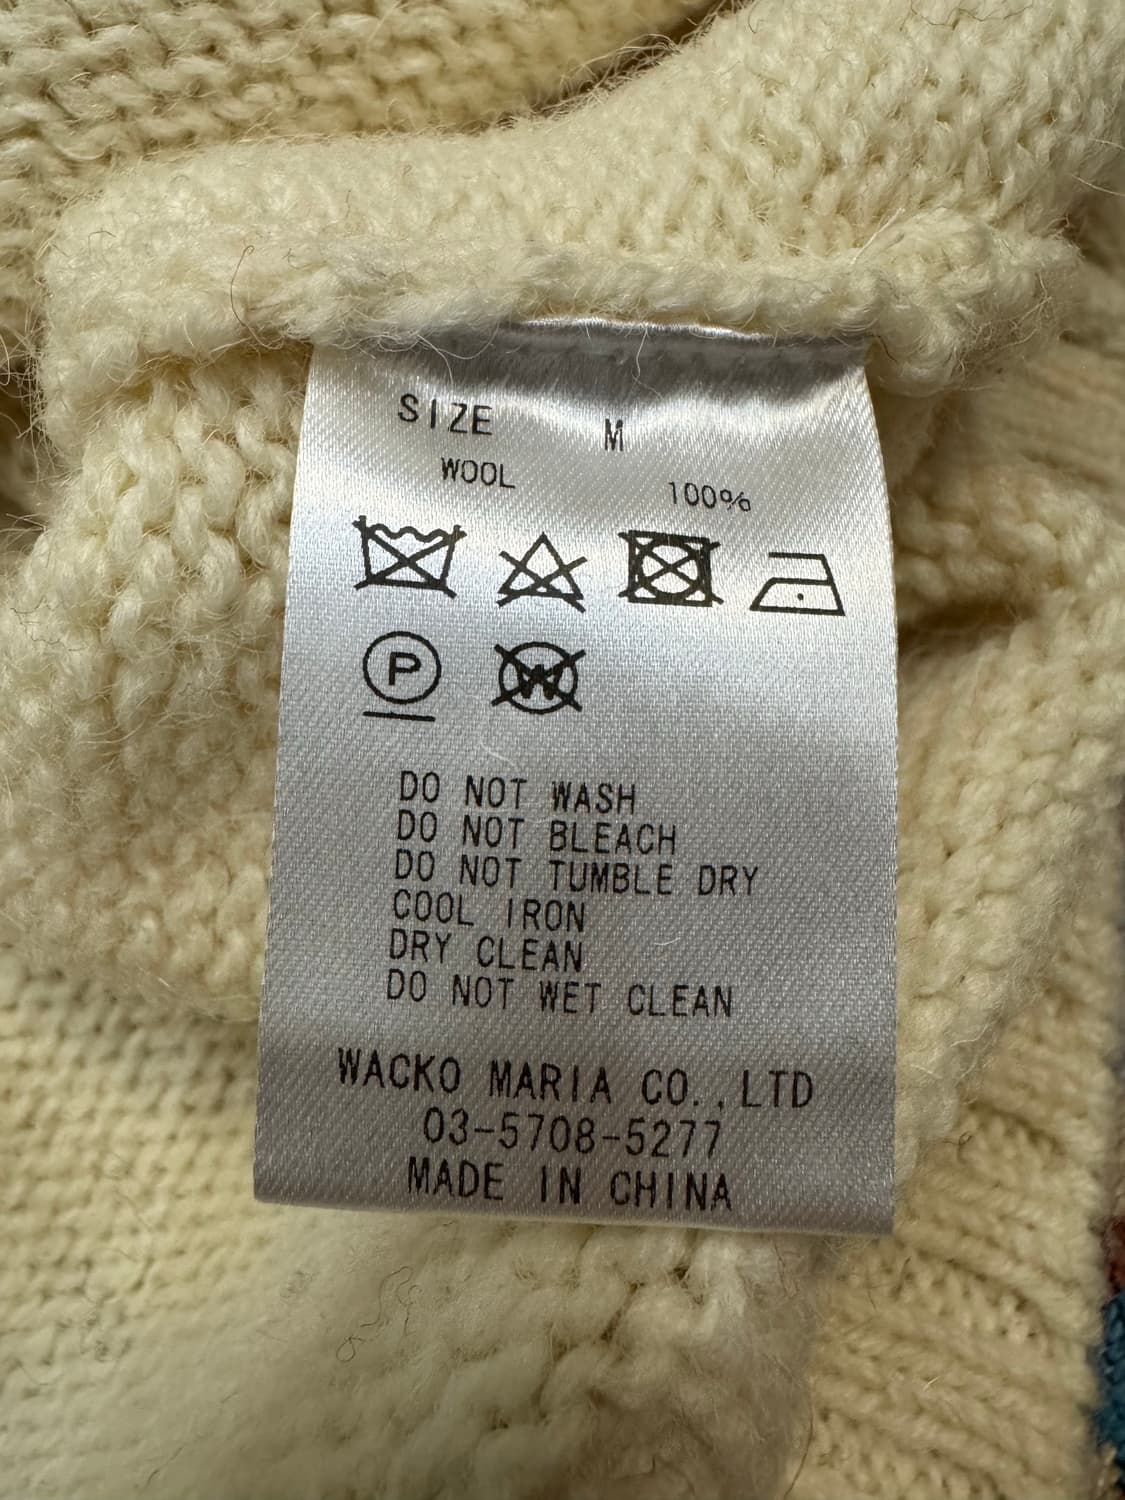 SIZE M
WOOL 100%
P W
DO NOT WASH
DO NOT BLEACH
DO NOT TUMBLE DRY
COOL IRON
DRY CLEAN
DO NOT WET CLEAN
WACKO MARIA CO.,LTD
03-5708-5277
MADE IN CHINA